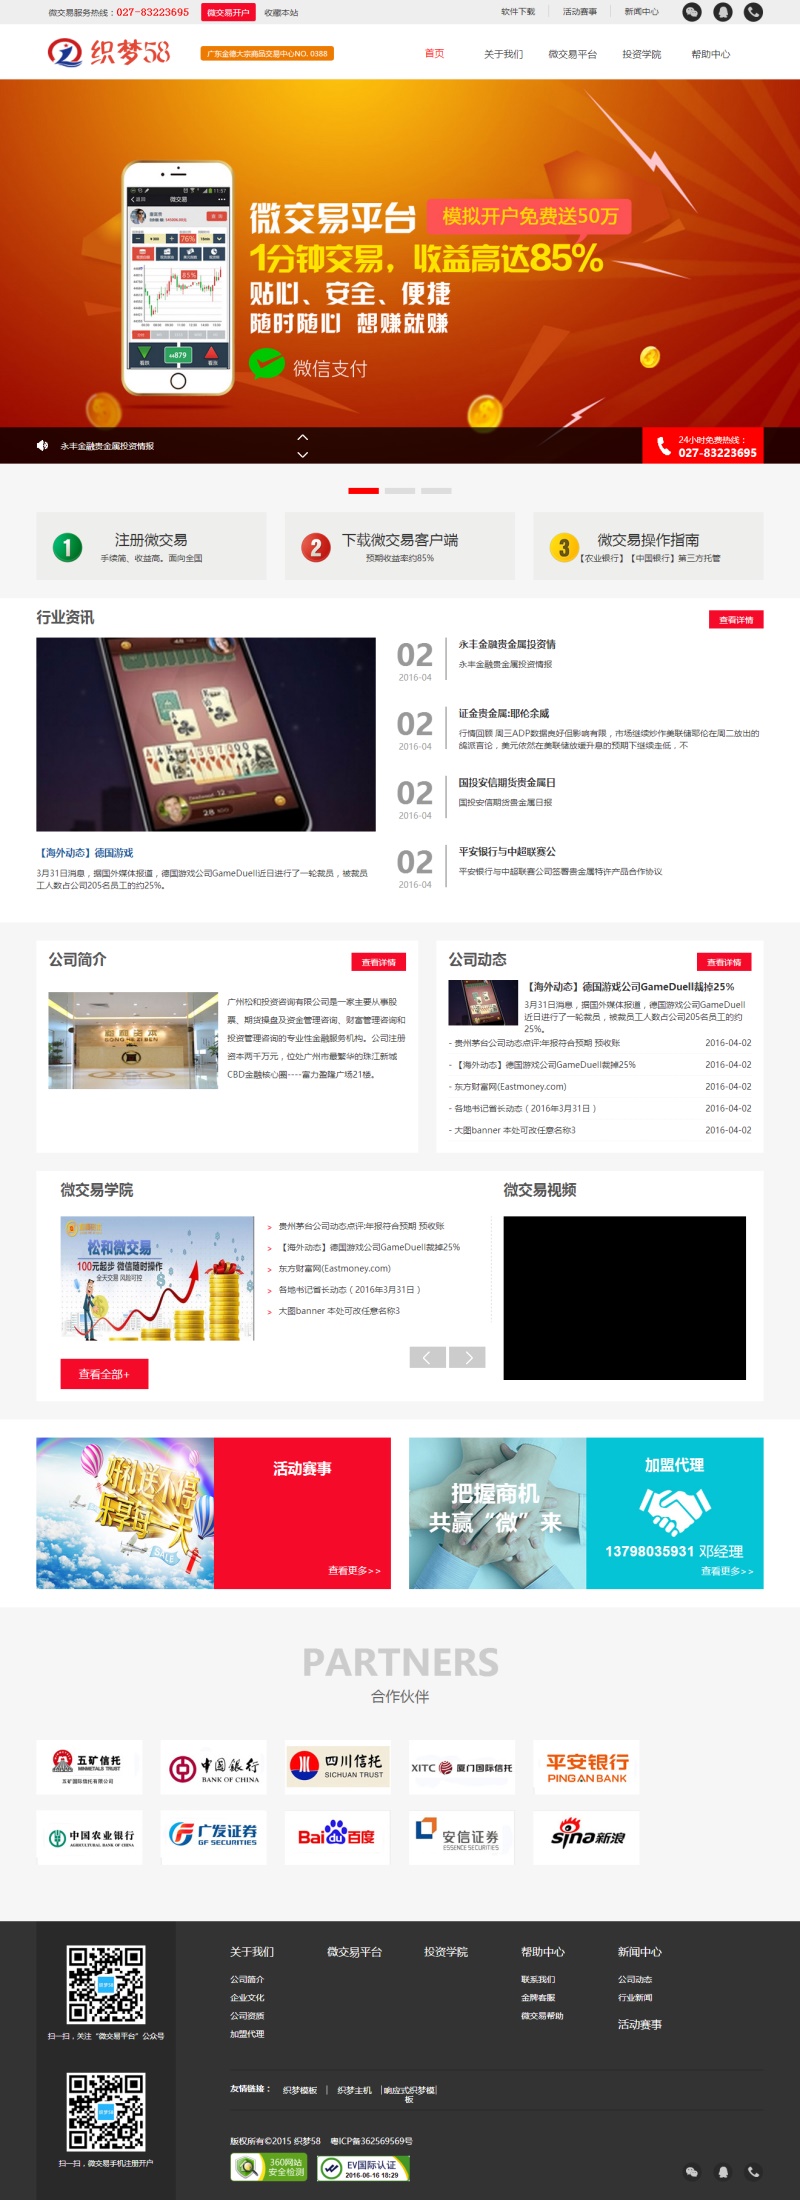 微交易服务热线：027-83223695 微交易开户 收藏本站 软件下载 活动赛事 新闻中心
织梦58
广东金德大宗商品交易中心NO. 0388
首页 关于我们 微交易平台 投资学院 帮助中心
微交易
微交易平台 模拟开户免费送50万
1分钟交易，收益高达85%
贴心、安全、便捷
随时随心 想赚就赚
微信支付
永丰金融贵金属投资情报
24小时免费热线：
027-83223695
1 注册微交易
手续简、收益高。面向全国
2 下载微交易客户端
预期收益率约85%
3 微交易操作指南
【农业银行】【中国银行】第三方托管
行业资讯 查看详情
【海外动态】德国游戏
3月31日消息，据国外媒体报道，德国游戏公司GameDuell近日进行了一轮裁员，被裁员
工人数占公司205名员工的约25%。
02 永丰金融贵金属投资情
2016-04 永丰金融贵金属投资情报
02 证金贵金属:耶伦余威
2016-04 行情回顾 周三ADP数据良好但影响有限，市场继续炒作美联储耶伦在周二放出的
鸽派言论，美元依然在美联储放缓升息的预期下继续走低，不
02 国投安信期货贵金属日
2016-04 国投安信期货贵金属日报
02 平安银行与中超联赛公
2016-04 平安银行与中超联赛公司签署贵金属特许产品合作协议
公司简介 查看详情
广州松和投资咨询有限公司是一家主要从事股
票、期货操盘及资金管理咨询、财富管理咨询和
投资管理咨询的专业性金融服务机构。公司注册
资本两千万元，位处广州市最繁华的珠江新城
CBD金融核心圈----富力盈隆广场21楼。
公司动态 查看详情
【海外动态】德国游戏公司GameDuell裁掉25%
3月31日消息，据国外媒体报道，德国游戏公司GameDuell
近日进行了一轮裁员，被裁员工人数占公司205名员工的约
25%。
- 贵州茅台公司动态点评:年报符合预期 预收账 2016-04-02
- 【海外动态】德国游戏公司GameDuell裁掉25% 2016-04-02
- 东方财富网(Eastmoney.com) 2016-04-02
- 各地书记省长动态（2016年3月31日） 2016-04-02
- 大图banner 本处可改任意名称3 2016-04-02
微交易学院
松和微交易
100元起步 微信随时操作
全天交易 风险可控
查看全部+
> 贵州茅台公司动态点评:年报符合预期 预收账
> 【海外动态】德国游戏公司GameDuell裁掉25%
> 东方财富网(Eastmoney.com)
> 各地书记省长动态（2016年3月31日）
> 大图banner 本处可改任意名称3
微交易视频
好礼送不停
乐享每一天
SALE
活动赛事
查看更多>>
把握商机
共赢“微”来
加盟代理
13798035931 邓经理
查看更多>>
PARTNERS
合作伙伴
五矿信托
MINMETALS TRUST
五矿国际信托有限公司
中国银行
BANK OF CHINA
四川信托
SICHUAN TRUST
XITC 厦门国际信托
平安银行
PING AN BANK
中国农业银行
AGRICULTURAL BANK OF CHINA
广发证券
GF SECURITIES
Bai百度
安信证券
ESSENCE SECURITIES
sina新浪
扫一扫，关注“微交易平台”公众号
扫一扫，微交易手机注册开户
关于我们 微交易平台 投资学院 帮助中心 新闻中心
公司简介 联系我们 公司动态
企业文化 金牌客服 行业新闻
公司资质 微交易帮助 活动赛事
加盟代理
友情链接： 织梦模板 | 织梦主机 | 响应式织梦模板 |
版权所有©2015 织梦58 粤ICP备362569569号
360网站
安全检测
EV国际认证
2016-06-16 18:29